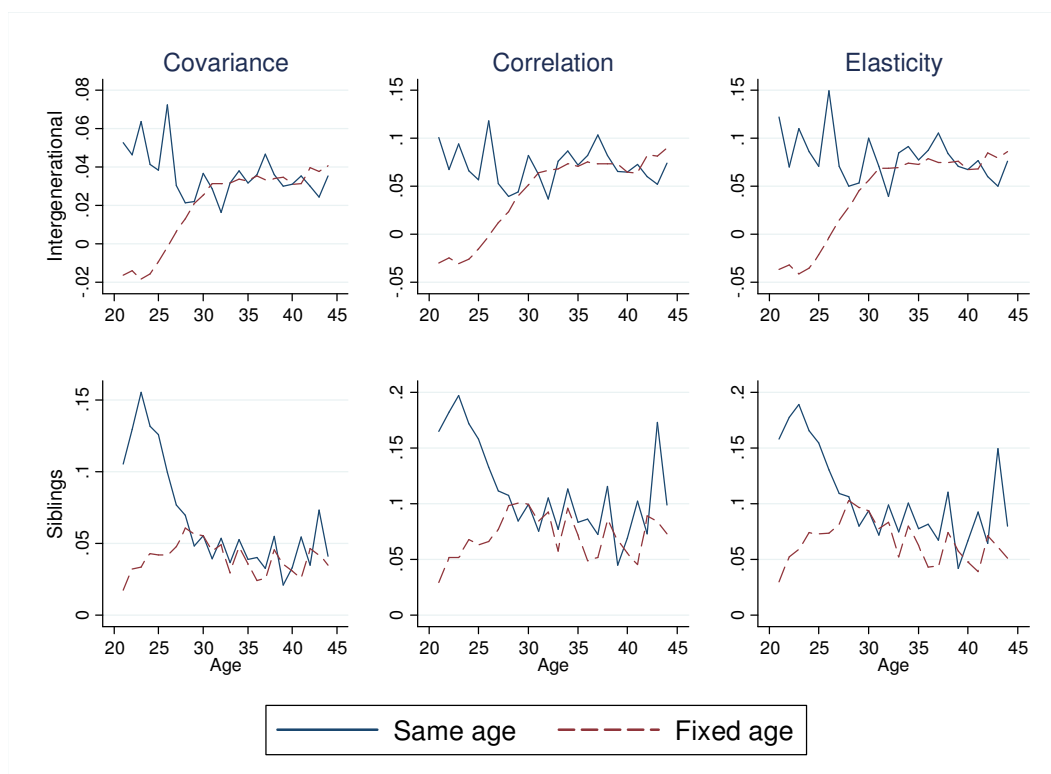 Covariance Correlation Elasticity
Intergenerational
-.02 0 .02 .04 .06 .08
20 25 30 35 40 45
-.05 0 .05 .1 .15
20 25 30 35 40 45
-.05 0 .05 .1 .15
20 25 30 35 40 45
Siblings
0 .05 .1 .15
20 25 30 35 40 45
Age
0 .05 .1 .15 .2
20 25 30 35 40 45
Age
0 .05 .1 .15 .2
20 25 30 35 40 45
Age
Same age Fixed age